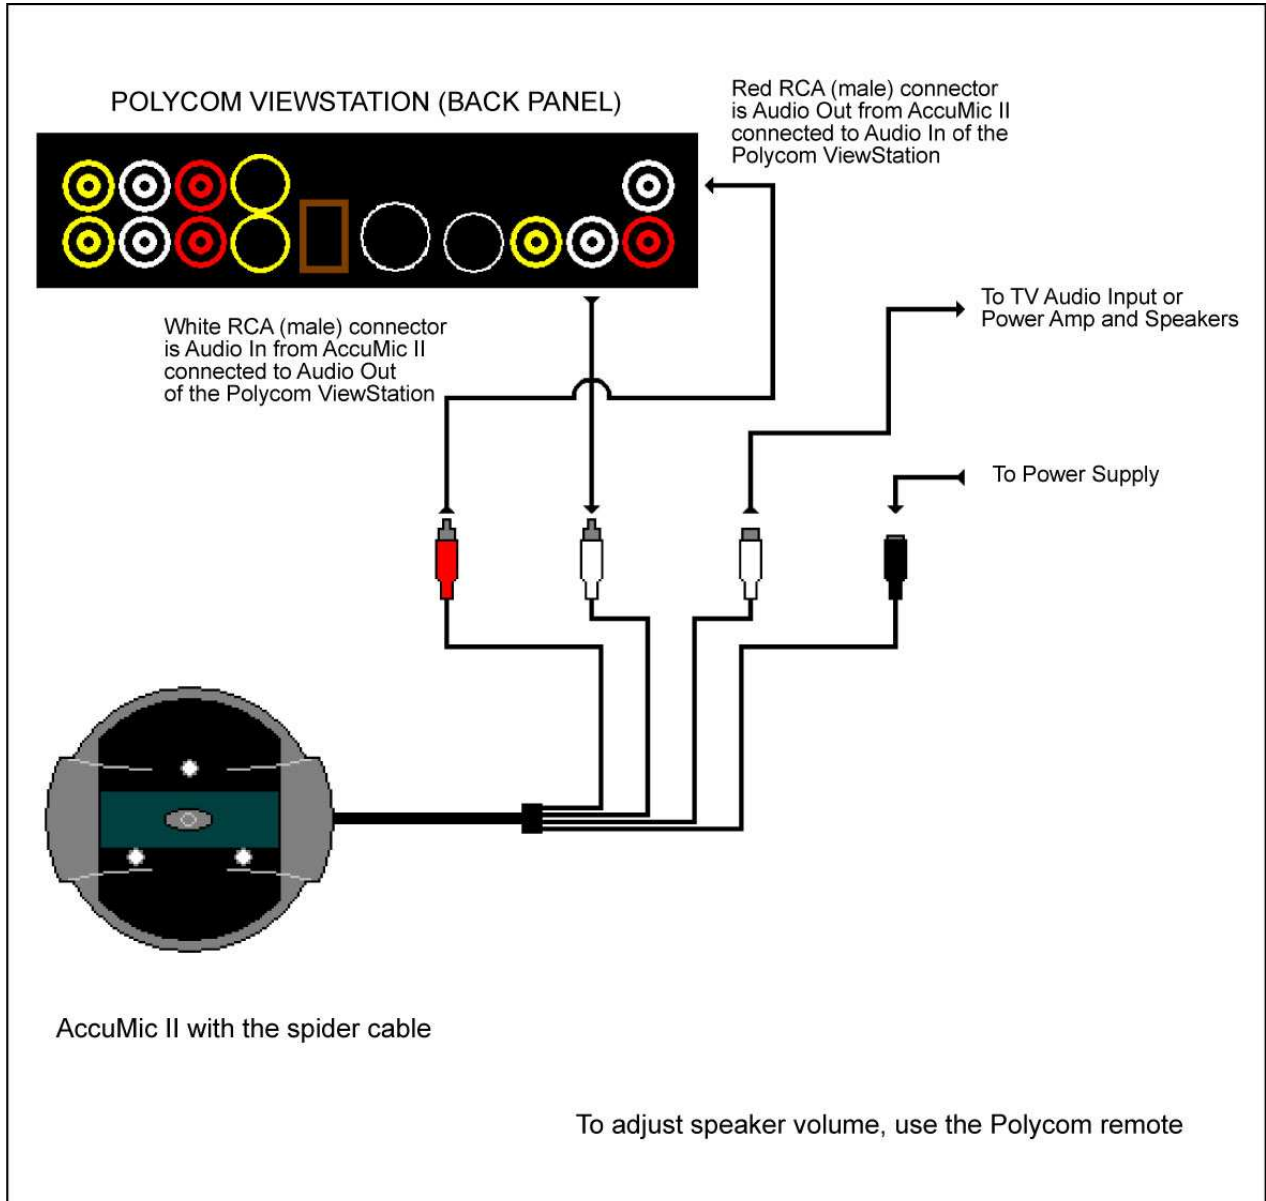 POLYCOM VIEWSTATION (BACK PANEL)
Red RCA (male) connector
is Audio Out from AccuMic II
connected to Audio In of the
Polycom ViewStation
To TV Audio Input or
Power Amp and Speakers
White RCA (male) connector
is Audio In from AccuMic II
connected to Audio Out
of the Polycom ViewStation
To Power Supply
AccuMic II with the spider cable
To adjust speaker volume, use the Polycom remote